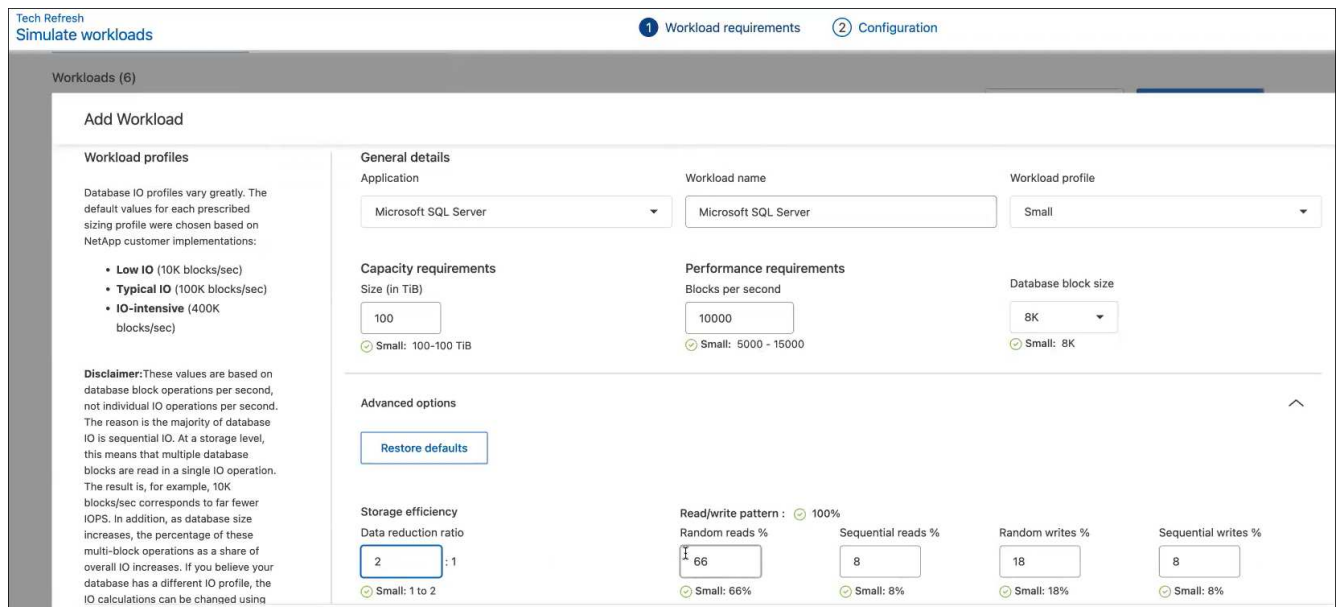 Tech Refresh
Simulate workloads
1 Workload requirements
2 Configuration
Workloads (6)
Add Workload
Workload profiles
Database IO profiles vary greatly. The
default values for each prescribed
sizing profile were chosen based on
NetApp customer implementations:
• Low IO (10K blocks/sec)
• Typical IO (100K blocks/sec)
• IO-intensive (400K
blocks/sec)
Disclaimer:These values are based on
database block operations per second,
not individual IO operations per second.
The reason is the majority of database
IO is sequential IO. At a storage level,
this means that multiple database
blocks are read in a single IO operation.
The result is, for example, 10K
blocks/sec corresponds to far fewer
IOPS. In addition, as database size
increases, the percentage of these
multi-block operations as a share of
overall IO increases. If you believe your
database has a different IO profile, the
IO calculations can be changed using
General details
Application
Microsoft SQL Server
Workload name
Microsoft SQL Server
Workload profile
Small
Capacity requirements
Size (in TiB)
100
Small: 100-100 TiB
Performance requirements
Blocks per second
10000
Small: 5000 - 15000
Database block size
8K
Small: 8K
Advanced options
Restore defaults
Storage efficiency
Data reduction ratio
2 : 1
Small: 1 to 2
Read/write pattern : 100%
Random reads %
66
Small: 66%
Sequential reads %
8
Small: 8%
Random writes %
18
Small: 18%
Sequential writes %
8
Small: 8%